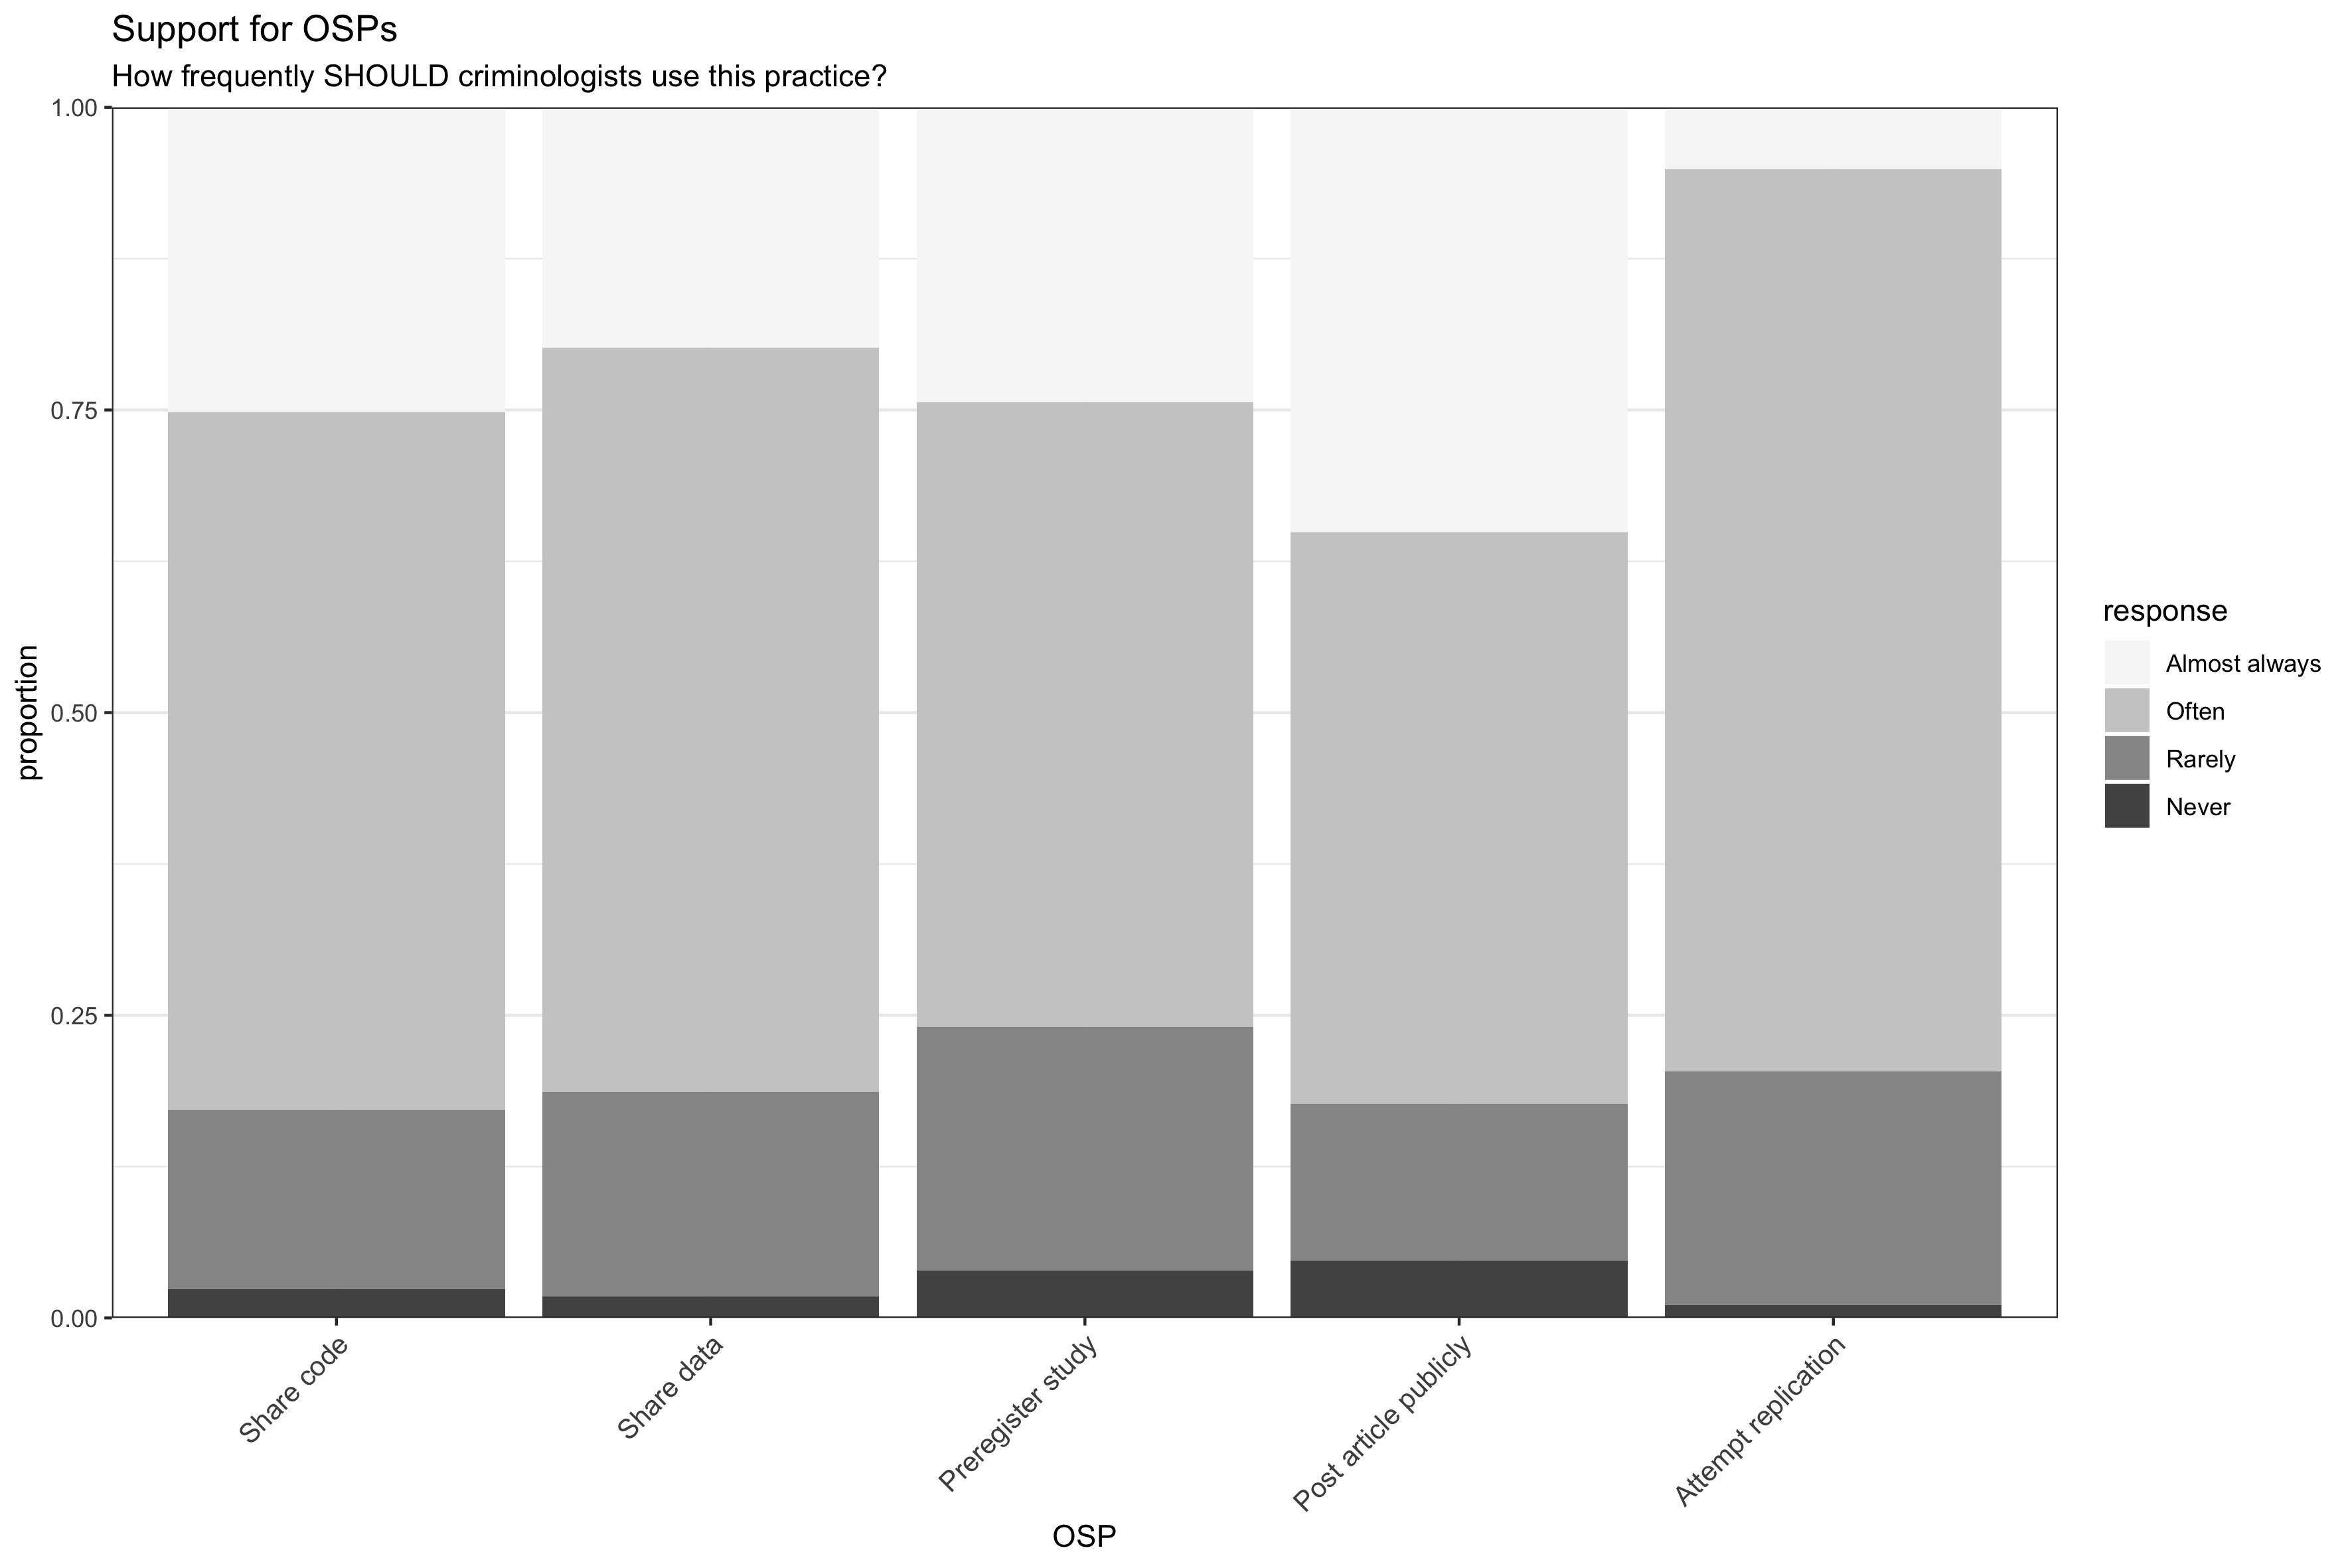 Support for OSPs
How frequently SHOULD criminologists use this practice?
1.00
0.75
0.50
0.25
0.00
proportion
Share code
Share data
Preregister study
Post article publicly
Attempt replication
OSP
response
Almost always
Often
Rarely
Never